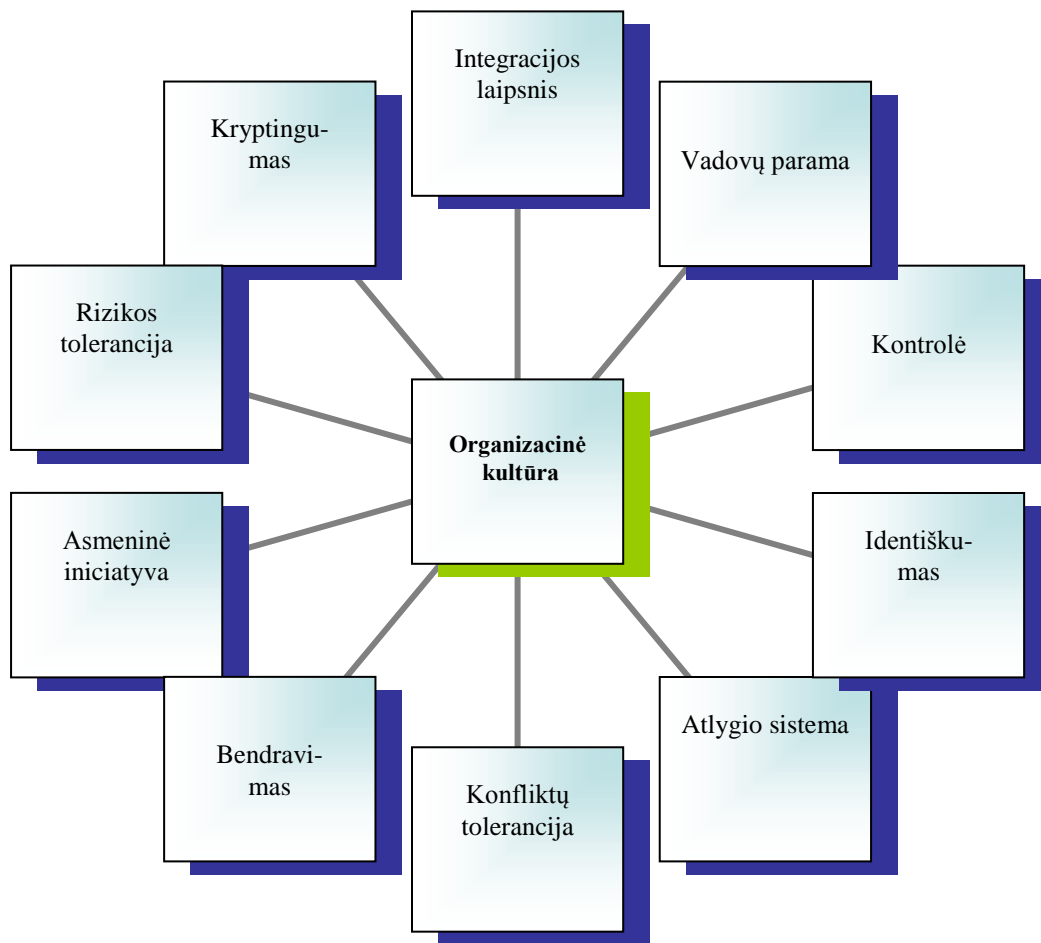 Integracijos
laipsnis
Kryptingu-
mas
Vadovų parama
Rizikos
tolerancija
Kontrolė
Organizacinė
kultūra
Asmeninė
iniciatyva
Identišku-
mas
Bendravi-
mas
Atlygio sistema
Konfliktų
tolerancija